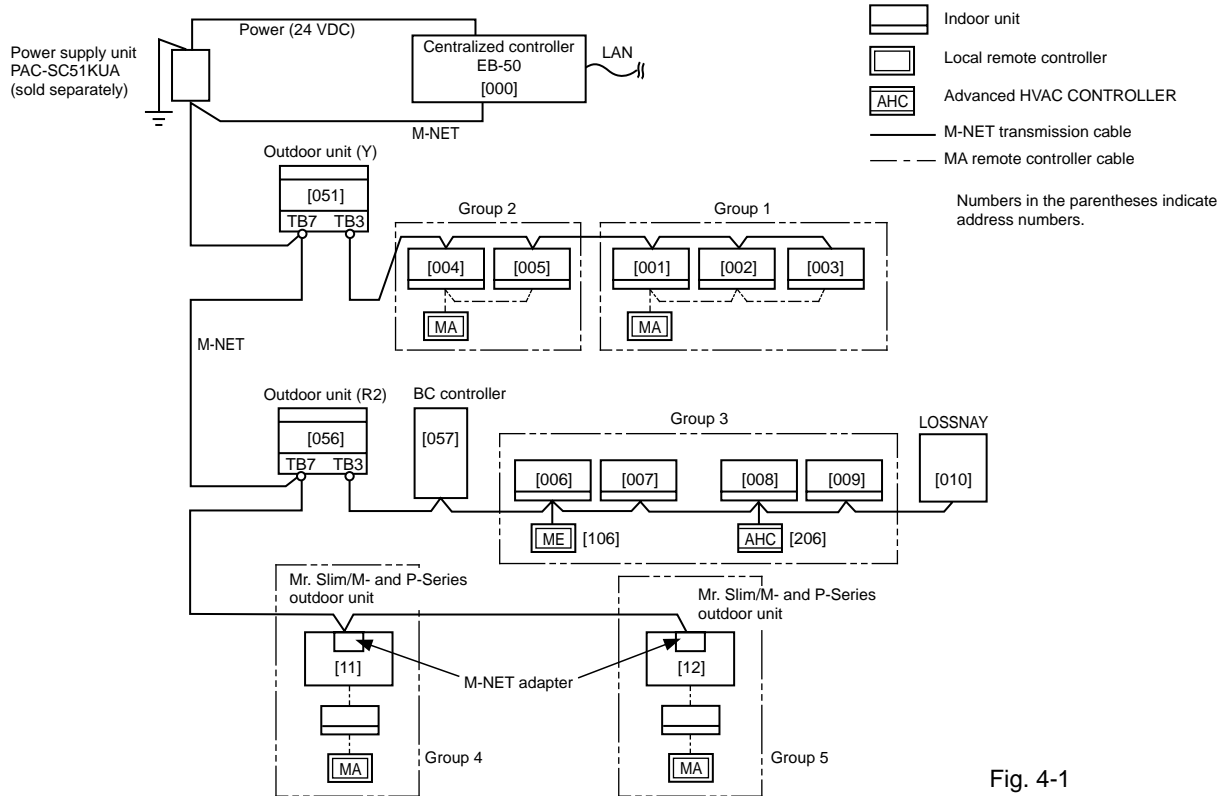 Power (24 VDC)
Power supply unit
PAC-SC51KUA
(sold separately)
Centralized controller
EB-50
[000]
LAN
M-NET
Indoor unit
Local remote controller
AHC
Advanced HVAC CONTROLLER
M-NET transmission cable
MA remote controller cable
Numbers in the parentheses indicate
address numbers.
Outdoor unit (Y)
[051]
TB7 TB3
Group 2
[004] [005]
MA
Group 1
[001] [002] [003]
MA
M-NET
Outdoor unit (R2)
[056]
TB7 TB3
BC controller
[057]
Group 3
[006] [007] [008] [009]
ME [106]
AHC [206]
LOSSNAY
[010]
Mr. Slim/M- and P-Series
outdoor unit
[11]
MA
Group 4
M-NET adapter
Mr. Slim/M- and P-Series
outdoor unit
[12]
MA
Group 5
Fig. 4-1